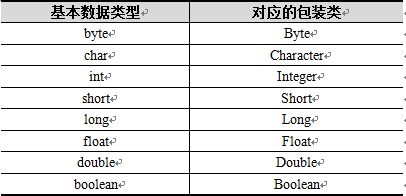 基本数据类型 对应的包装类
byte Byte
char Character
int Integer
short Short
long Long
float Float
double Double
boolean Boolean